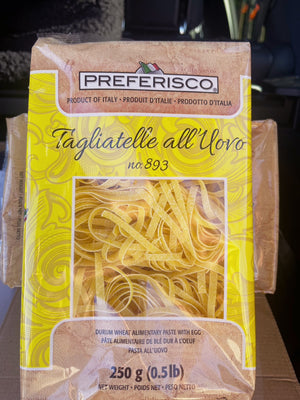 PREFERISCO®
PRODUCT OF ITALY • PRODUIT D'ITALIE • PRODOTTO D'ITALIA
Tagliatelle all'Uovo
no. 893
DURUM WHEAT ALIMENTARY PASTE WITH EGG
PÂTE ALIMENTAIRE DE BLÉ DUR À L'OEUF
PASTA ALL' UOVO
250 g (0.5lb)
NET WEIGHT • POIDS NET • PESO NETTO